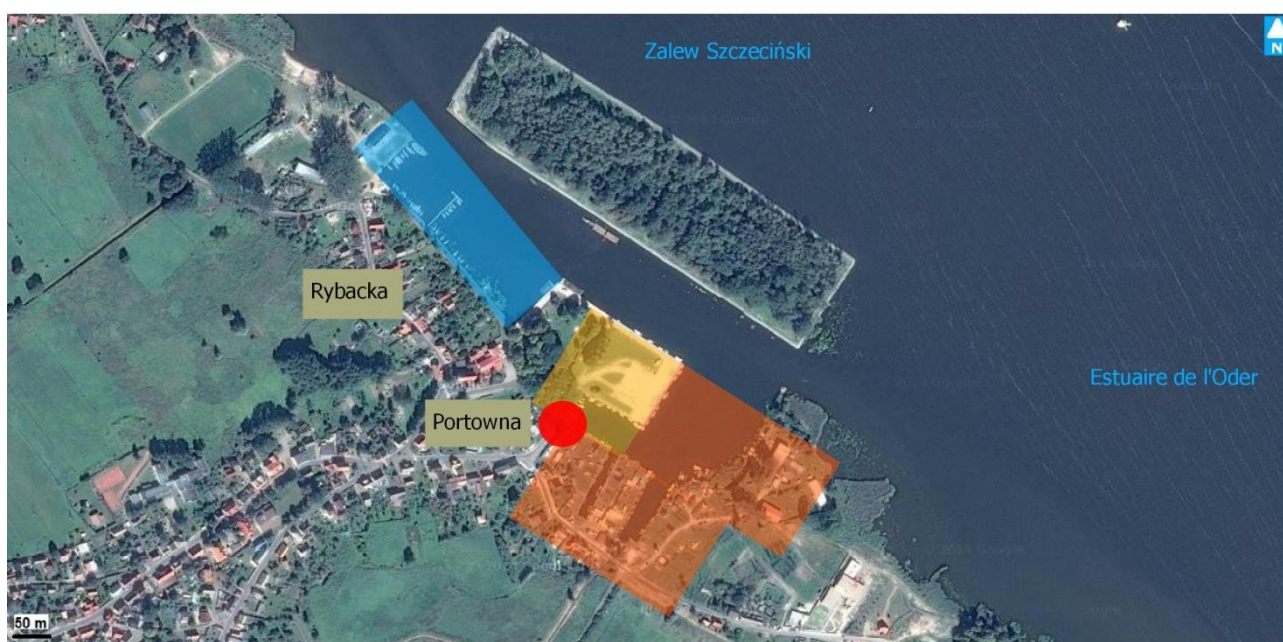 Zalew Szczeciński
N
Rybacka
Estuaire de l'Oder
Portowna
50 m